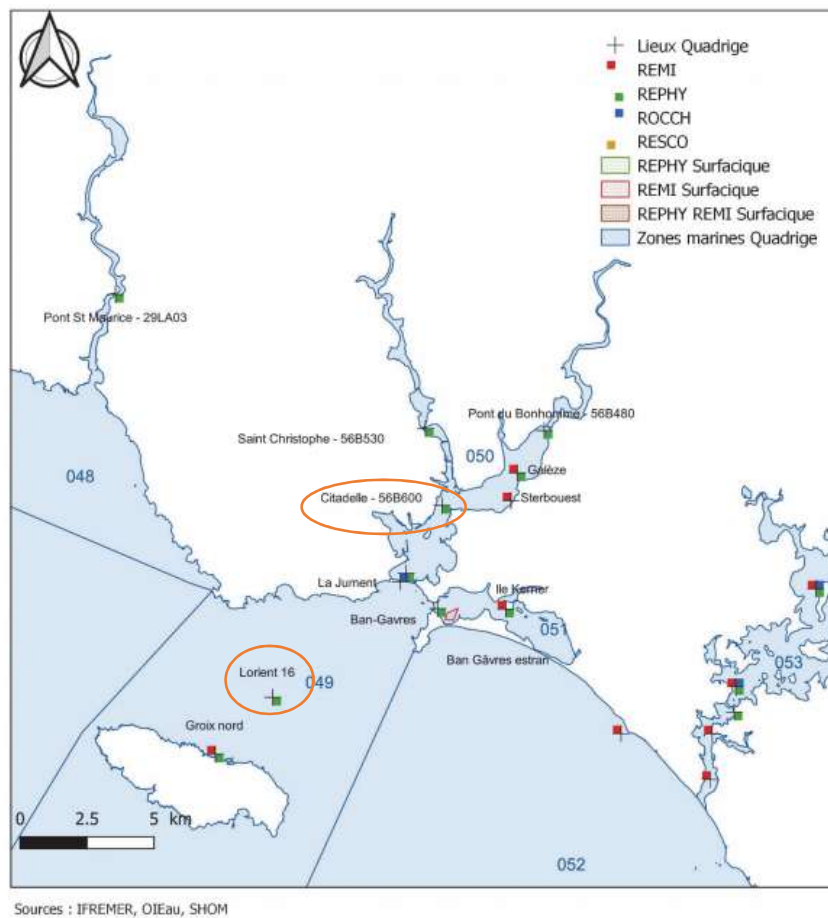 Lieux Quadrige
REMI
REPHY
ROCCH
RESCO
REPHY Surfacique
REMI Surfacique
REPHY REMI Surfacique
Zones marines Quadrige
Pont St Maurice - 29LA03
Pont du Bonhomme - 56B480
Saint Christophe - 56B530
050
048
Galèze
Citadelle - 56B600
Sterbouest
La Jument
Ile Kerner
Ban-Gavres
051
Ban Gâvres estran
053
Lorient 16
049
Groix nord
0 2.5 5 km
052
Sources : IFREMER, OIEau, SHOM